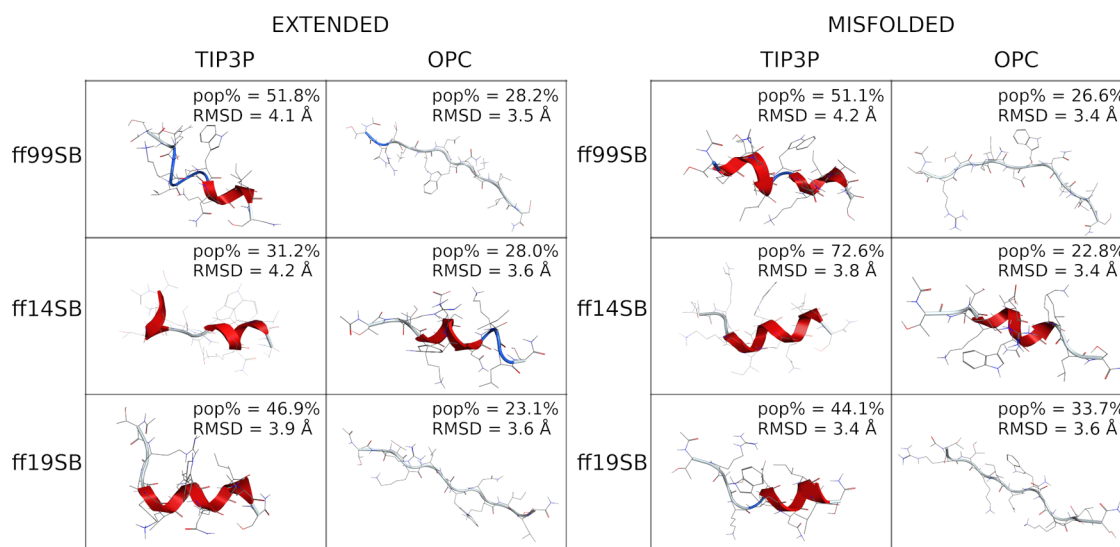 EXTENDED
TIP3P OPC
ff99SB
pop% = 51.8%
RMSD = 4.1 Å
pop% = 28.2%
RMSD = 3.5 Å
ff14SB
pop% = 31.2%
RMSD = 4.2 Å
pop% = 28.0%
RMSD = 3.6 Å
ff19SB
pop% = 46.9%
RMSD = 3.9 Å
pop% = 23.1%
RMSD = 3.6 Å
MISFOLDED
TIP3P OPC
ff99SB
pop% = 51.1%
RMSD = 4.2 Å
pop% = 26.6%
RMSD = 3.4 Å
ff14SB
pop% = 72.6%
RMSD = 3.8 Å
pop% = 22.8%
RMSD = 3.4 Å
ff19SB
pop% = 44.1%
RMSD = 3.4 Å
pop% = 33.7%
RMSD = 3.6 Å